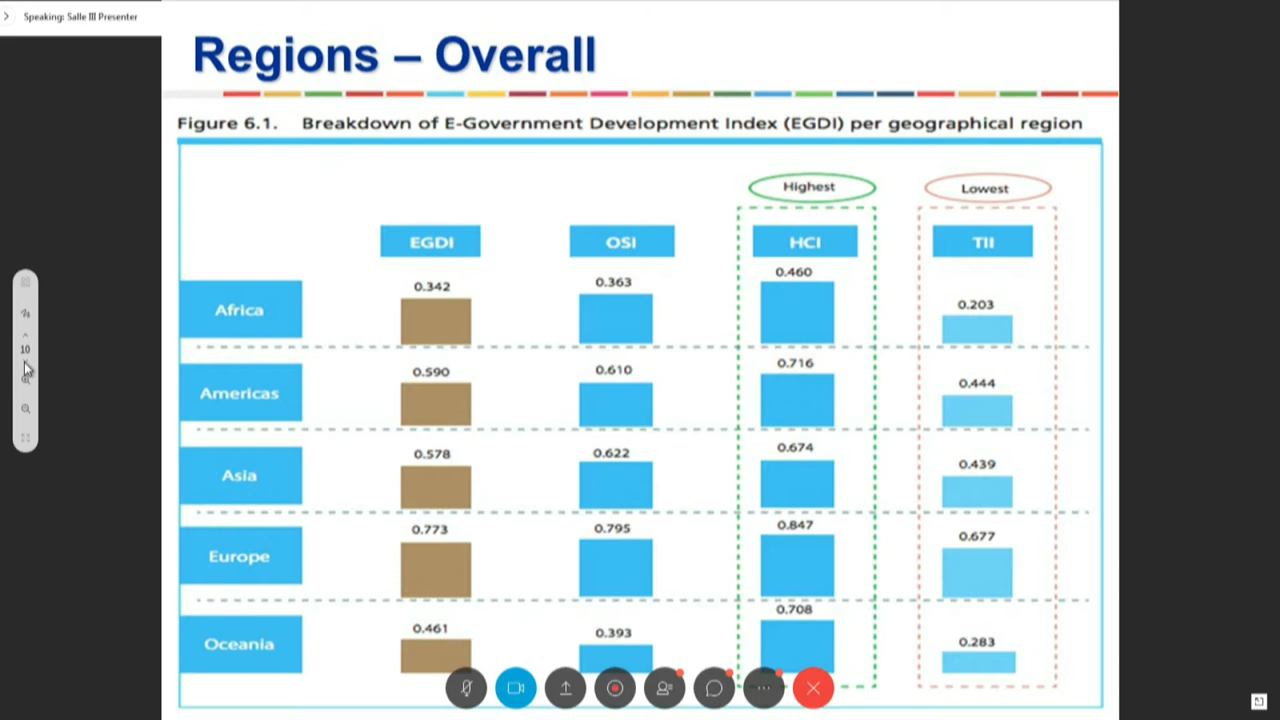 Speaking: Salle III Presenter
Regions – Overall
Figure 6.1. Breakdown of E-Government Development Index (EGDI) per geographical region
Highest Lowest
EGDI OSI HCI TII
0.342 0.363 0.460 0.203
Africa
0.590 0.610 0.716 0.444
Americas
0.578 0.622 0.674 0.439
Asia
0.773 0.795 0.847 0.677
Europe
0.461 0.393 0.708 0.283
Oceania
10